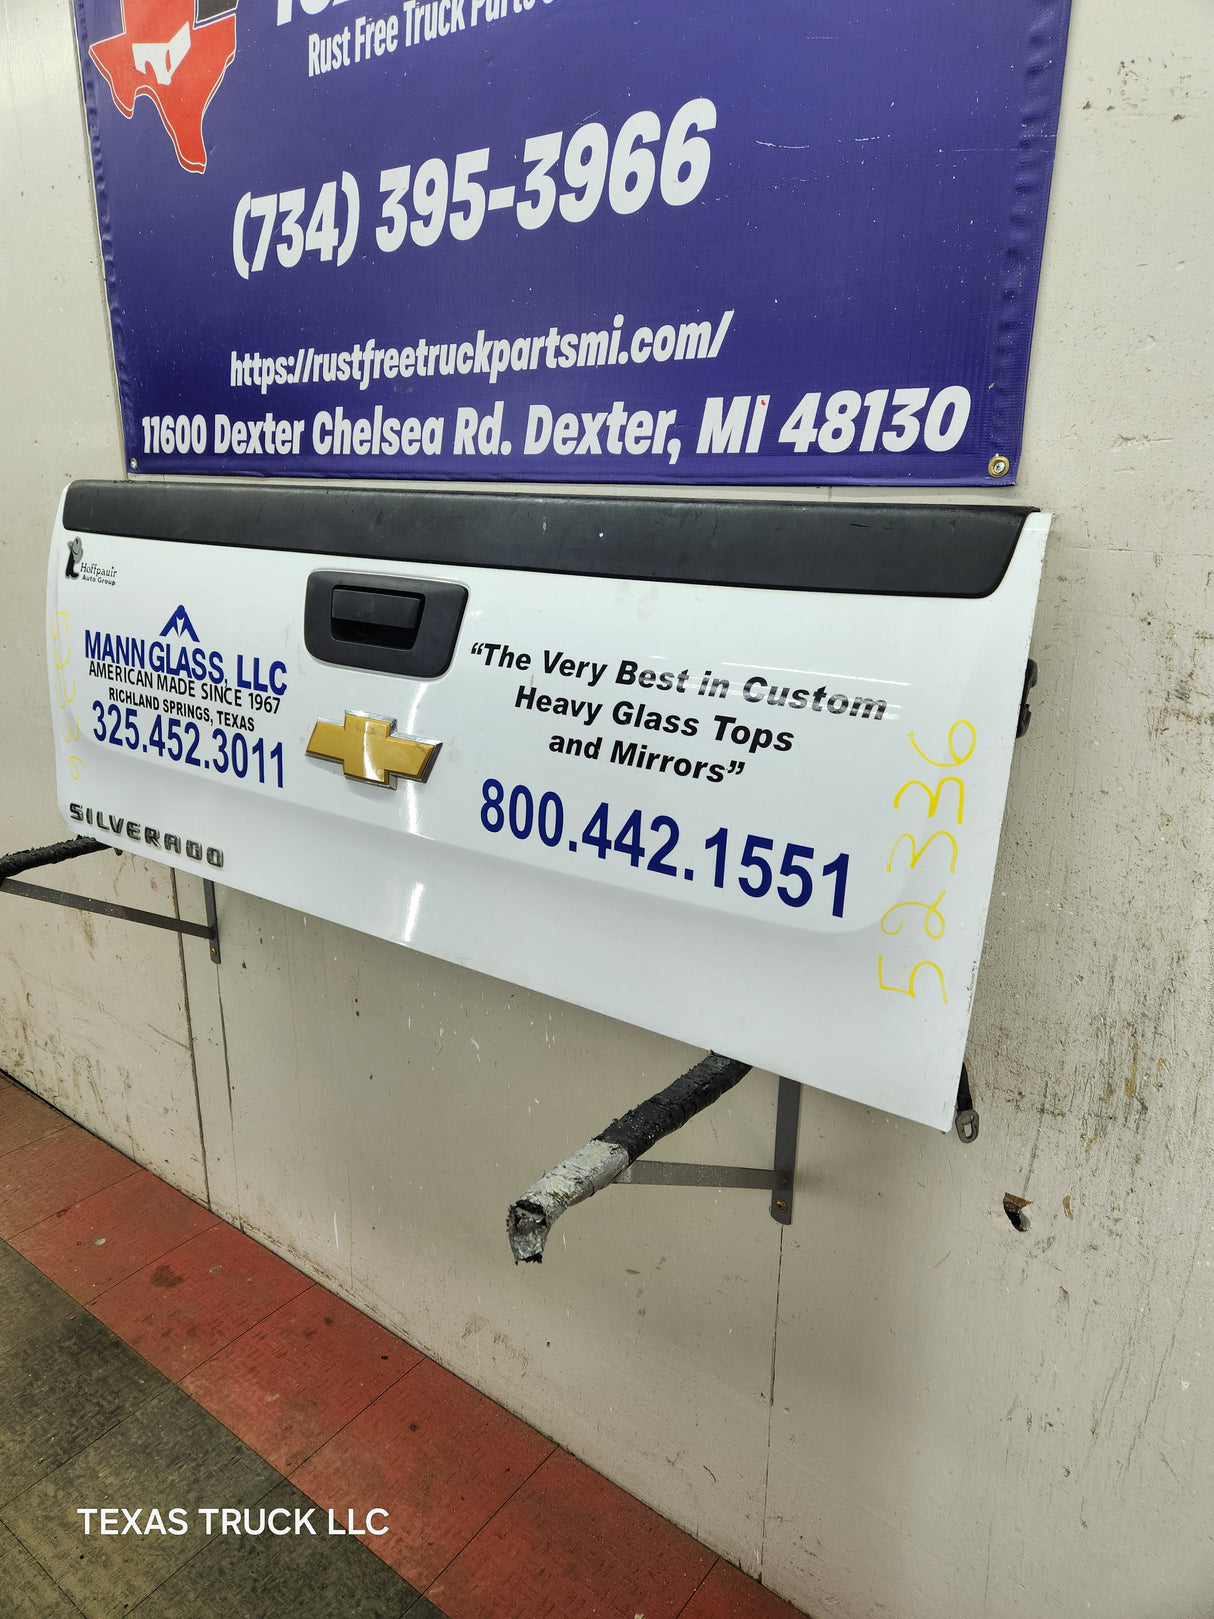 Rust Free Truck Parts
(734) 395-3966
https://rustfreetruckpartsmi.com/
11600 Dexter Chelsea Rd. Dexter, MI 48130
Hoffpauir
Auto Group
MANN GLASS, LLC
AMERICAN MADE SINCE 1967
RICHLAND SPRINGS, TEXAS
325.452.3011
SILVERADO
"The Very Best in Custom
Heavy Glass Tops
and Mirrors"
800.442.1551
52336
52336
TEXAS TRUCK LLC